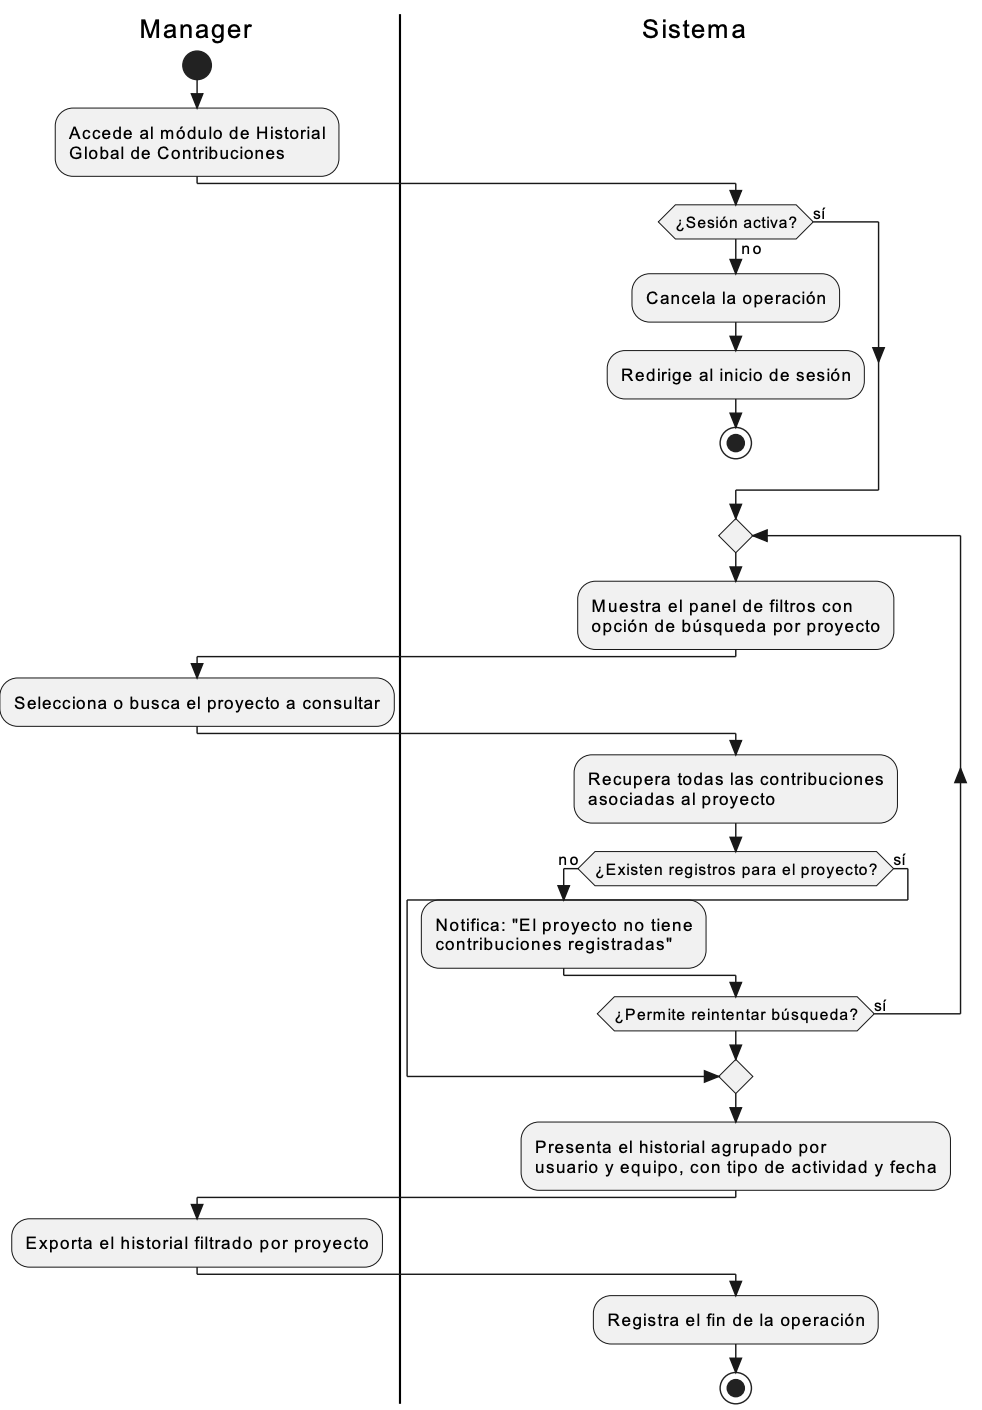 Manager
Sistema
Accede al módulo de Historial
Global de Contribuciones
¿Sesión activa?
sí
no
Cancela la operación
Redirige al inicio de sesión
Muestra el panel de filtros con
opción de búsqueda por proyecto
Selecciona o busca el proyecto a consultar
Recupera todas las contribuciones
asociadas al proyecto
no
¿Existen registros para el proyecto?
sí
Notifica: "El proyecto no tiene
contribuciones registradas"
¿Permite reintentar búsqueda?
sí
Presenta el historial agrupado por
usuario y equipo, con tipo de actividad y fecha
Exporta el historial filtrado por proyecto
Registra el fin de la operación